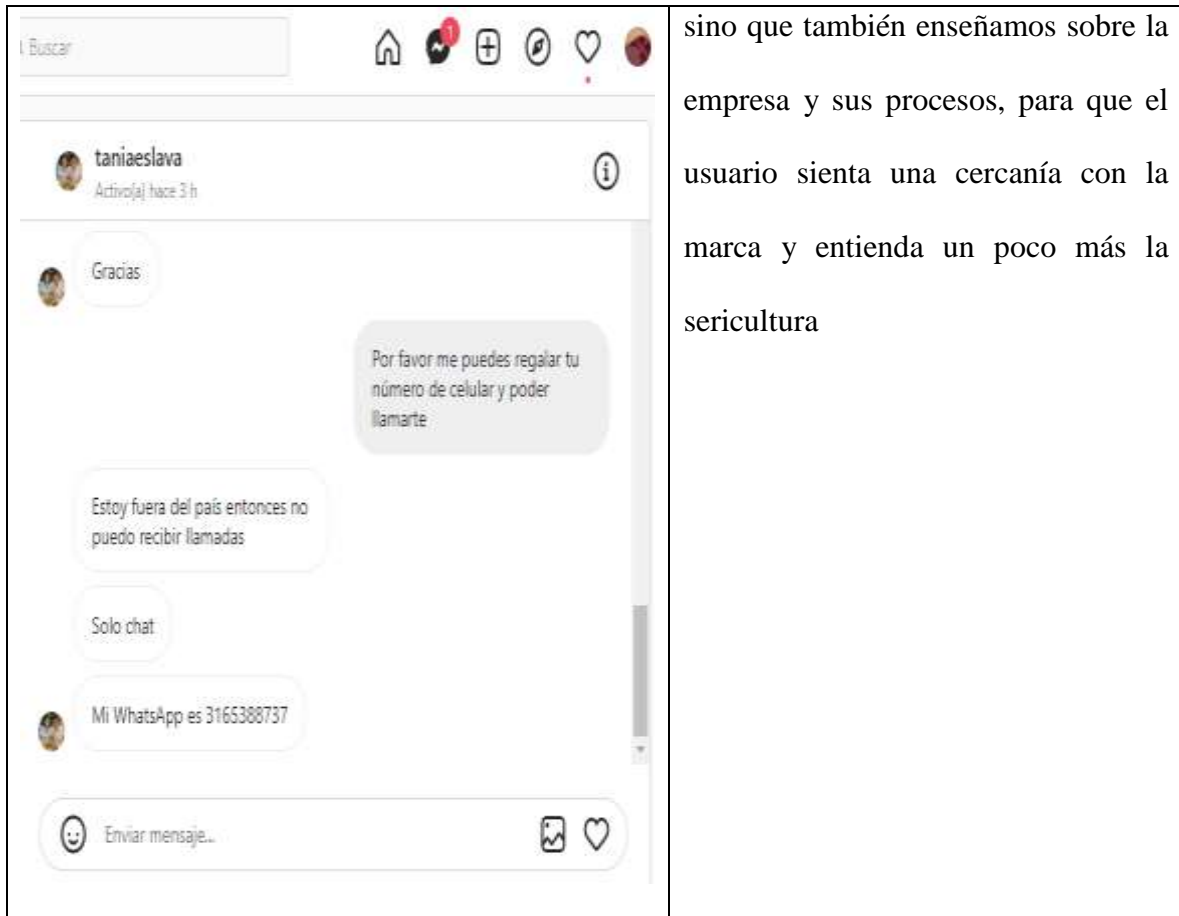 Buscar
1
taniaeslava
Activo(a) hace 3 h
Gracias
Por favor me puedes regalar tu
número de celular y poder
llamarte
Estoy fuera del país entonces no
puedo recibir llamadas
Solo chat
Mi WhatsApp es 3165388737
Enviar mensaje...
sino que también enseñamos sobre la
empresa y sus procesos, para que el
usuario sienta una cercanía con la
marca y entienda un poco más la
sericultura